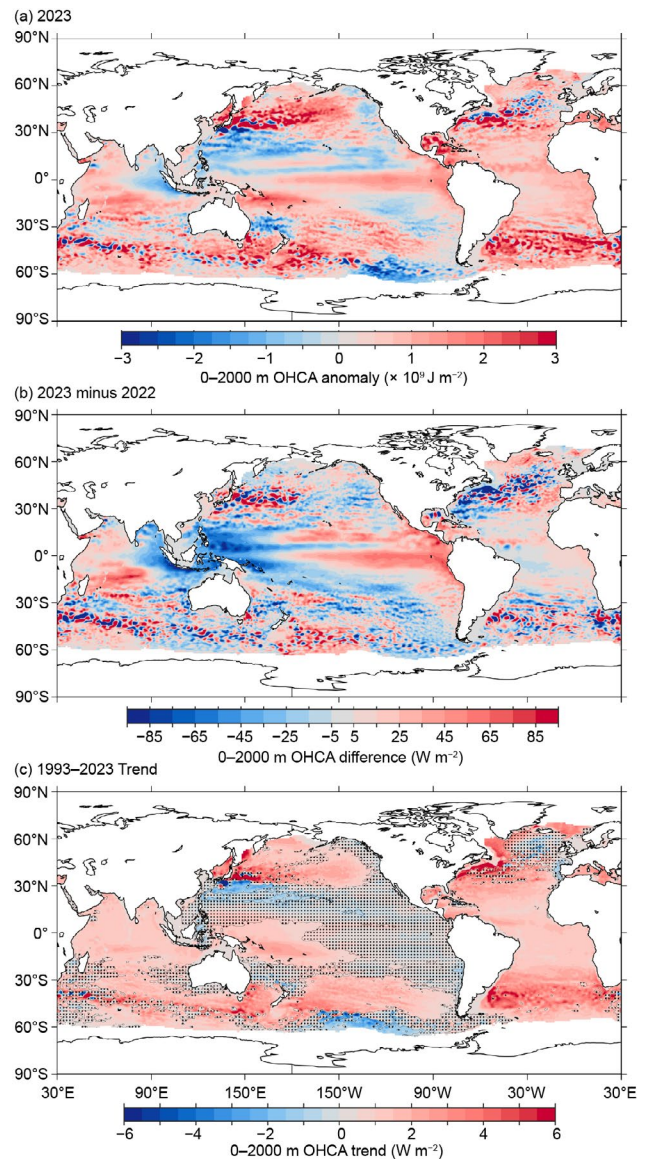 (a) 2023
90°N
60°N
30°N
0°
30°S
60°S
90°S
−3 −2 −1 0 1 2 3
0–2000 m OHCA anomaly (× 10⁹ J m⁻²)
(b) 2023 minus 2022
90°N
60°N
30°N
0°
30°S
60°S
90°S
−85 −65 −45 −25 −5 5 25 45 65 85
0–2000 m OHCA difference (W m⁻²)
(c) 1993–2023 Trend
90°N
60°N
30°N
0°
30°S
60°S
90°S
30°E 90°E 150°E 150°W 90°W 30°W 30°E
−6 −4 −2 0 2 4 6
0–2000 m OHCA trend (W m⁻²)